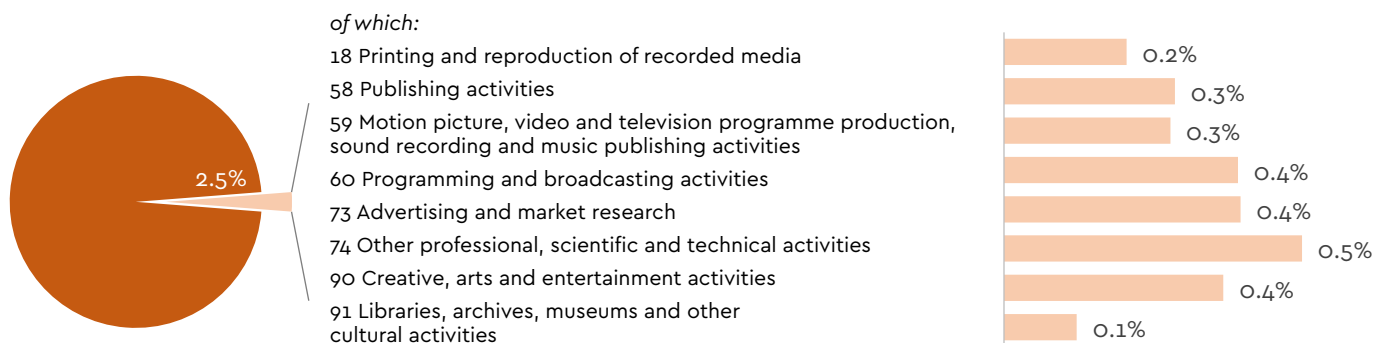 of which:
18 Printing and reproduction of recorded media
0.2%
58 Publishing activities
0.3%
59 Motion picture, video and television programme production,
sound recording and music publishing activities
0.3%
2.5%
60 Programming and broadcasting activities
0.4%
73 Advertising and market research
0.4%
74 Other professional, scientific and technical activities
0.5%
90 Creative, arts and entertainment activities
0.4%
91 Libraries, archives, museums and other
cultural activities
0.1%